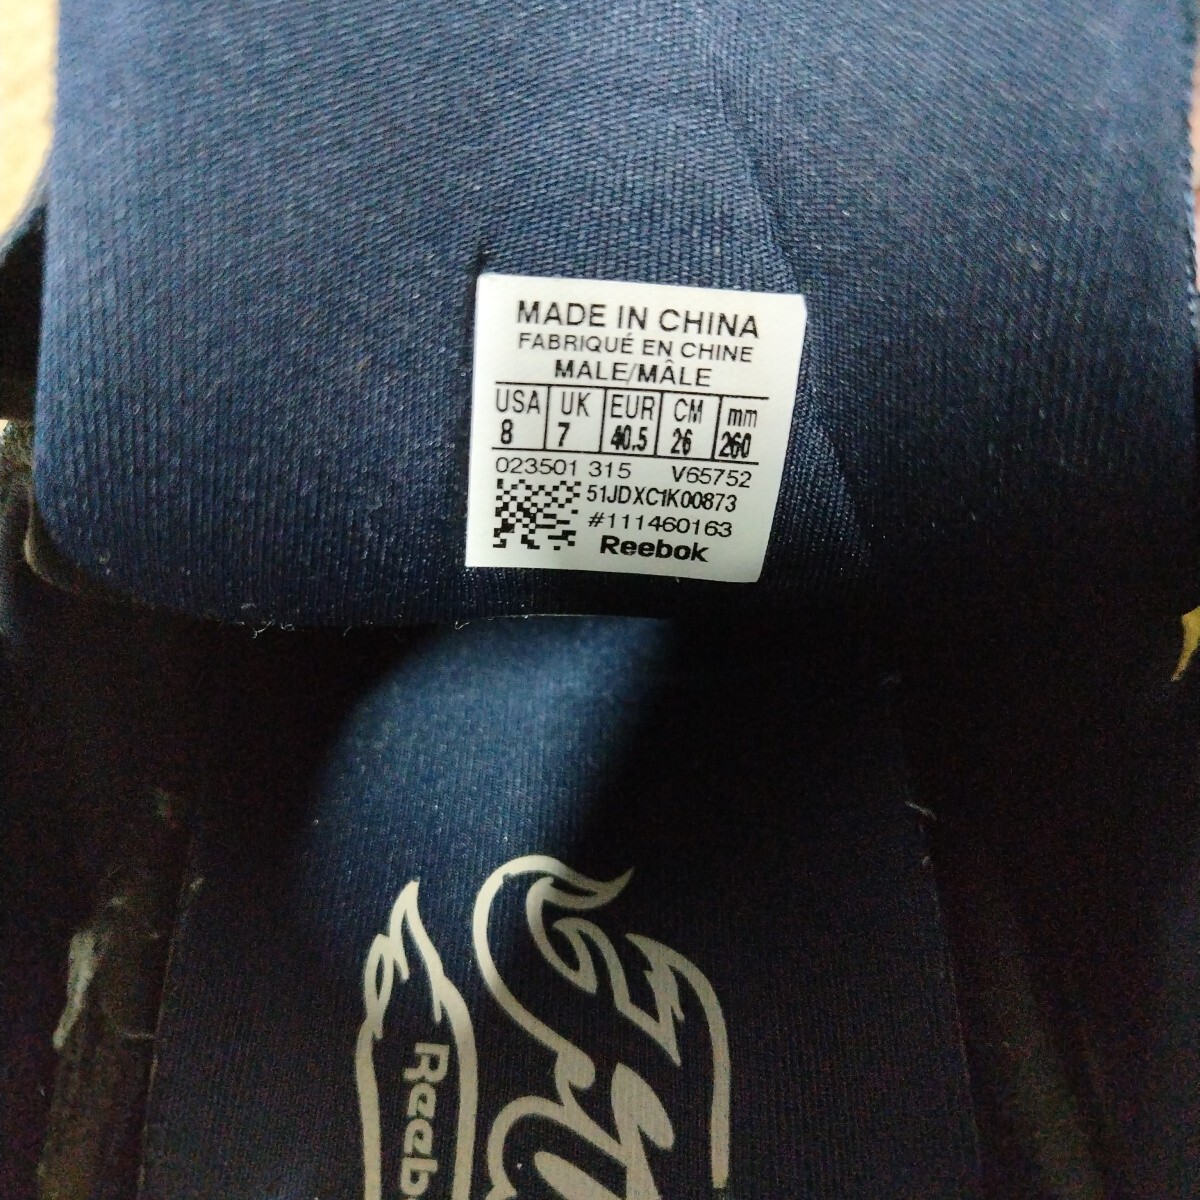 MADE IN CHINA
FABRIQUÉ EN CHINE
MALE/MÂLE
USA UK EUR CM mm
8 7 40.5 26 260
023501 315 V65752
51JDXC1K00873
#111460163
Reebok